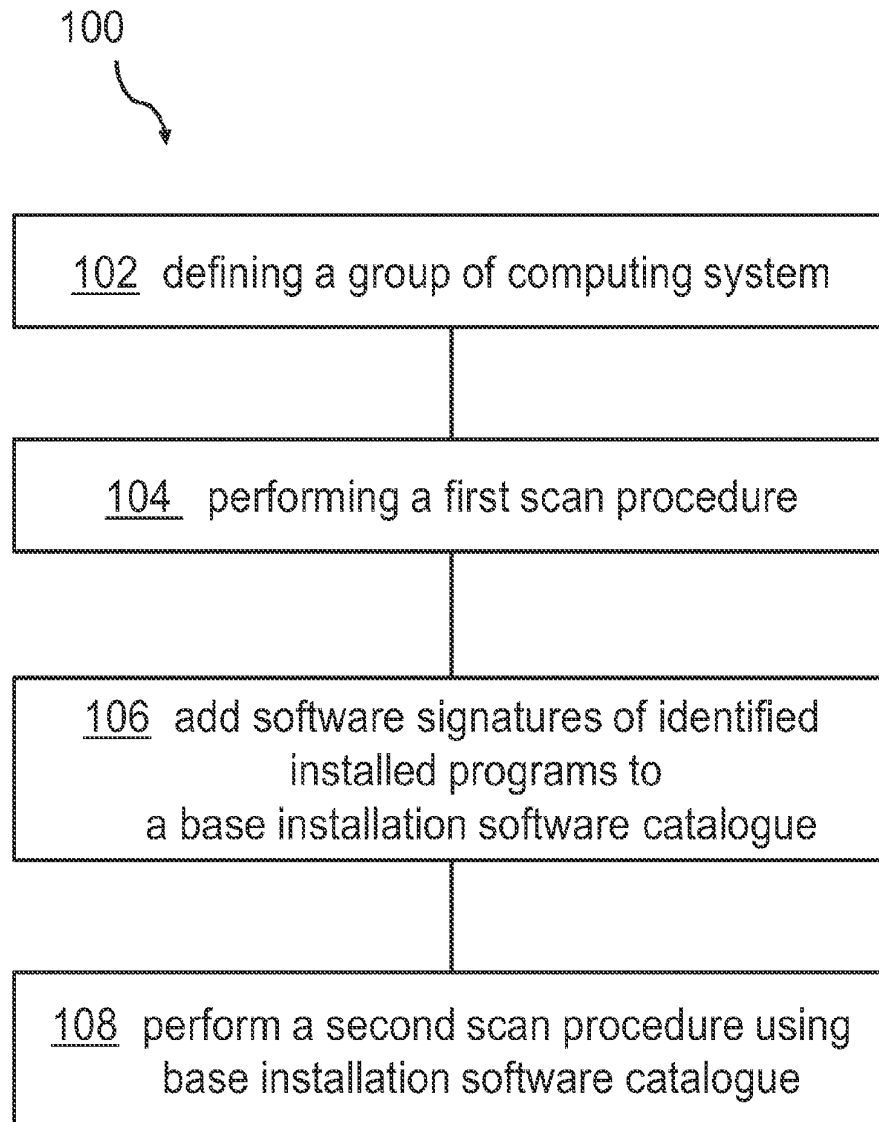 100
102 defining a group of computing system
104 performing a first scan procedure
106 add software signatures of identified
installed programs to
a base installation software catalogue
108 perform a second scan procedure using
base installation software catalogue